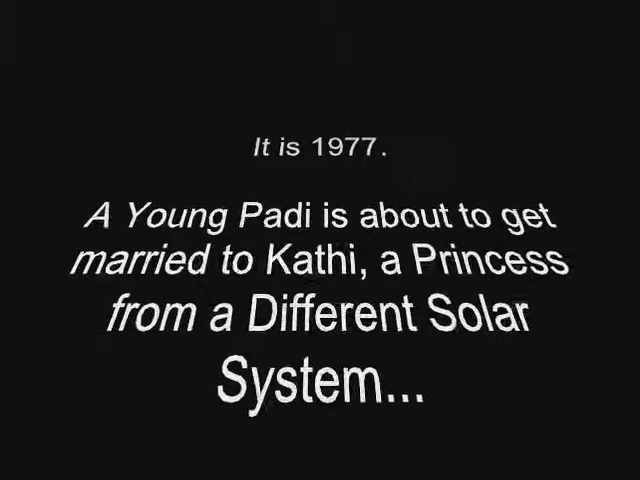 It is 1977.
A Young Padi is about to get
married to Kathi, a Princess
from a Different Solar
System...